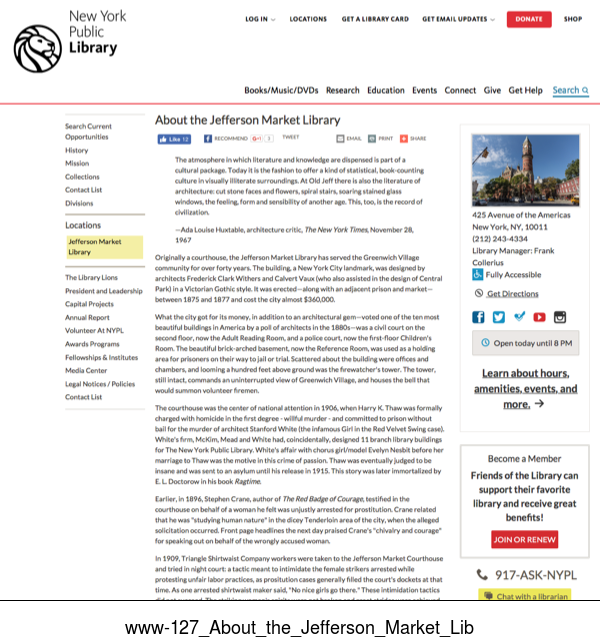 New York
Public
Library
LOG IN
LOCATIONS
GET A LIBRARY CARD
GET EMAIL UPDATES
DONATE
SHOP
Books/Music/DVDs Research Education Events Connect Give Get Help Search
Search Current
Opportunities
History
Mission
Collections
Contact List
Divisions
Locations
Jefferson Market
Library
The Library Lions
President and Leadership
Capital Projects
Annual Report
Volunteer At NYPL
Awards Programs
Fellowships & Institutes
Media Center
Legal Notices / Policies
Contact List
About the Jefferson Market Library
Like 12
RECOMMEND
G+1
3
TWEET
EMAIL
PRINT
SHARE
The atmosphere in which literature and knowledge are dispensed is part of a
cultural package. Today it is the fashion to offer a kind of statistical, book-counting
culture in visually illiterate surroundings. At Old Jeff there is also the literature of
architecture: cut stone faces and flowers, spiral stairs, soaring stained glass
windows, the feeling, form and sensibility of another age. This, too, is the record of
civilization.
—Ada Louise Huxtable, architecture critic, The New York Times, November 28,
1967
Originally a courthouse, the Jefferson Market Library has served the Greenwich Village
community for over forty years. The building, a New York City landmark, was designed by
architects Frederick Clark Withers and Calvert Vaux (who also assisted in the design of Central
Park) in a Victorian Gothic style. It was erected—along with an adjacent prison and market—
between 1875 and 1877 and cost the city almost $360,000.
What the city got for its money, in addition to an architectural gem—voted one of the ten most
beautiful buildings in America by a poll of architects in the 1880s—was a civil court on the
second floor, now the Adult Reading Room, and a police court, now the first-floor Children's
Room. The beautiful brick-arched basement, now the Reference Room, was used as a holding
area for prisoners on their way to jail or trial. Scattered about the building were offices and
chambers, and looming a hundred feet above ground was the firewatcher's tower. The tower,
still intact, commands an uninterrupted view of Greenwich Village, and houses the bell that
would summon volunteer firemen.
The courthouse was the center of national attention in 1906, when Harry K. Thaw was formally
charged with homicide in the first degree - willful murder - and committed to prison without
bail for the murder of architect Stanford White (the infamous Girl in the Red Velvet Swing case).
White's firm, McKim, Mead and White had, coincidentally, designed 11 branch library buildings
for The New York Public Library. White's affair with chorus girl/model Evelyn Nesbit before her
marriage to Thaw was the motive in this crime of passion. Thaw was eventually judged to be
insane and was sent to an asylum until his release in 1915. This story was later immortalized by
E. L. Doctorow in his book Ragtime.
Earlier, in 1896, Stephen Crane, author of The Red Badge of Courage, testified in the
courthouse on behalf of a woman he felt was unjustly arrested for prostitution. Crane related
that he was "studying human nature" in the dicey Tenderloin area of the city, when the alleged
solicitation occurred. Front page headlines the next day praised Crane's "chivalry and courage"
for speaking out on behalf of the wrongly accused woman.
In 1909, Triangle Shirtwaist Company workers were taken to the Jefferson Market Courthouse
and tried in night court: a tactic meant to intimidate the female strikers arrested while
protesting unfair labor practices, as prositution cases generally filled the court's dockets at that
time. As one arrested shirtwaist maker said, "No nice girls go there." These intimidation tactics
425 Avenue of the Americas
New York, NY, 10011
(212) 243-4334
Library Manager: Frank
Collerius
Fully Accessible
Get Directions
Open today until 8 PM
Learn about hours,
amenities, events, and
more. →
Become a Member
Friends of the Library can
support their favorite
library and receive great
benefits!
JOIN OR RENEW
917-ASK-NYPL
Chat with a librarian
www-127_About_the_Jefferson_Market_Lib